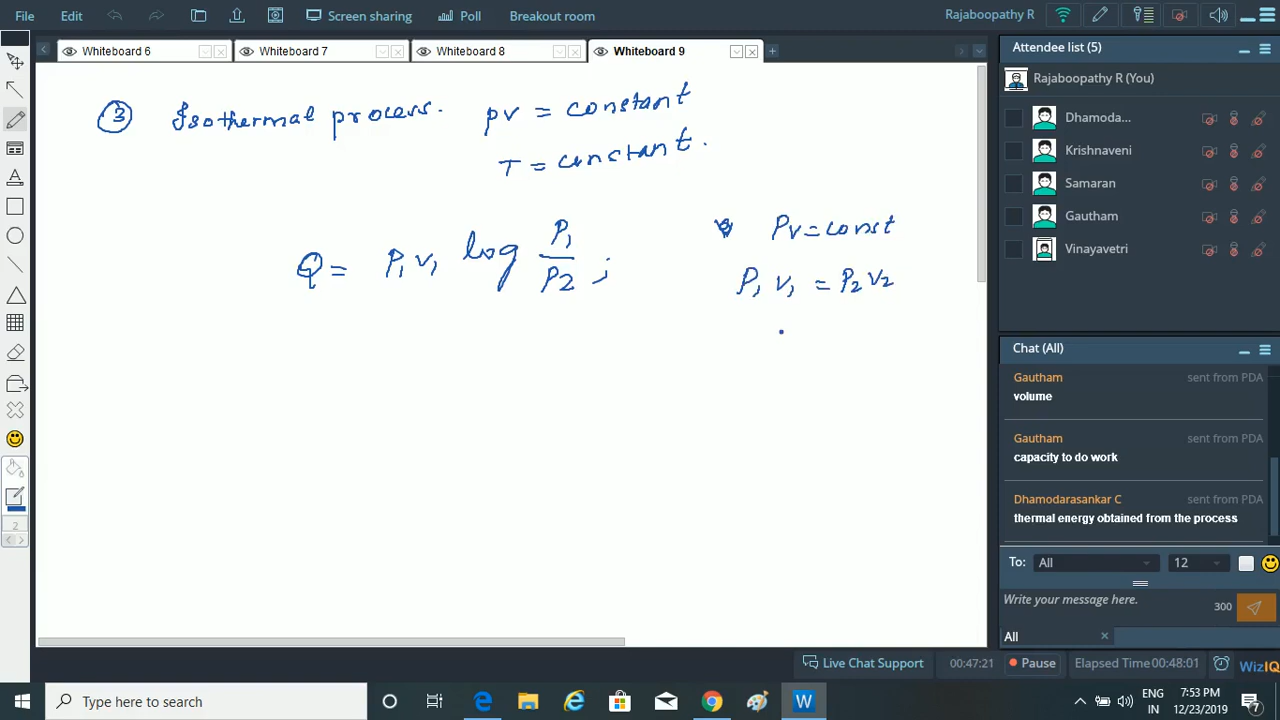 File Edit Screen sharing Poll Breakout room Rajaboopathy R
Whiteboard 6 Whiteboard 7 Whiteboard 8 Whiteboard 9
Attendee list (5)
Rajaboopathy R (You)
Dhamoda...
Krishnaveni
Samaran
Gautham
Vinayavetri
③ Isothermal process. pv = constant
T = constant.
Q = P₁ V₁ log P₁/P2 ;
PV = const
P₁ V₁ = P₂ V₂
Chat (All)
Gautham sent from PDA
volume
Gautham sent from PDA
capacity to do work
Dhamodarasankar C sent from PDA
thermal energy obtained from the process
To: All 12
Write your message here. 300
All
Live Chat Support 00:47:21 Pause Elapsed Time 00:48:01 WizIQ
2
Type here to search
ENG 7:53 PM
IN 12/23/2019 7